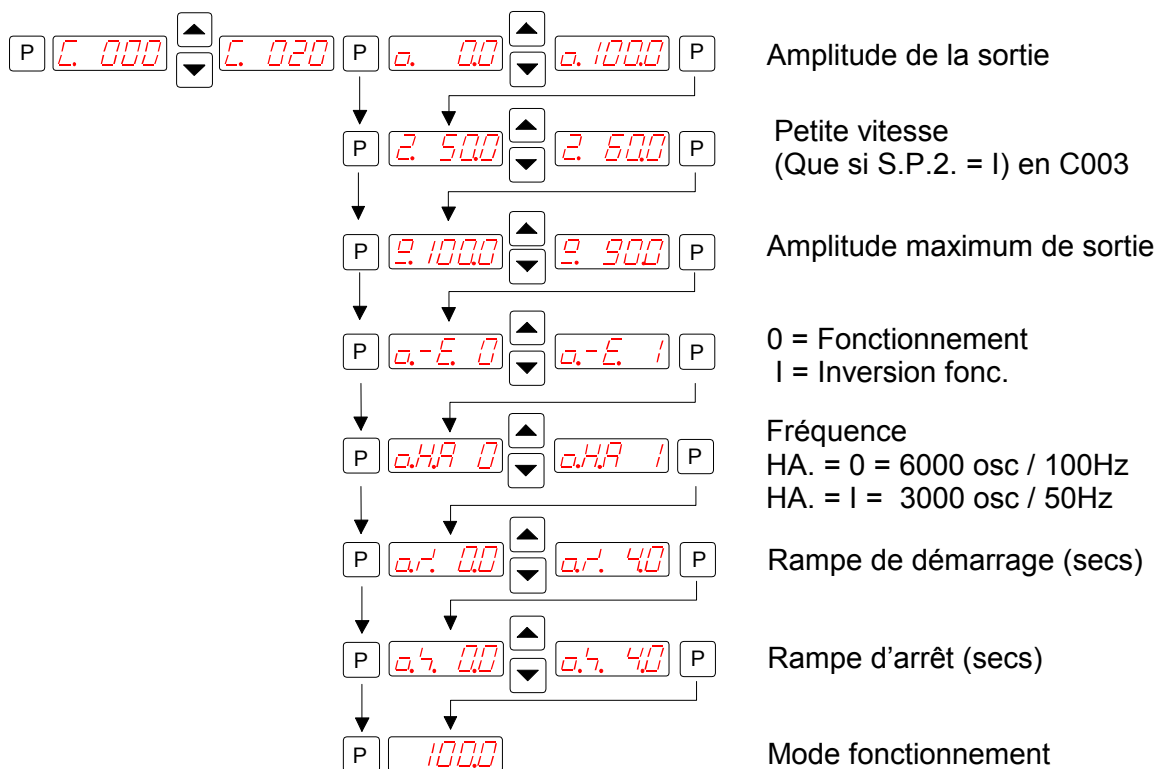 P C. 000 C. 020 P o. 0.0 o. 100.0 P Amplitude de la sortie
P 2. 50.0 2. 60.0 P Petite vitesse
(Que si S.P.2. = I) en C003
P 100.0 90.0 P Amplitude maximum de sortie
P o.-E. 0 o.-E. 1 P 0 = Fonctionnement
I = Inversion fonc.
P o.H.A 0 o.H.A 1 P Fréquence
HA. = 0 = 6000 osc / 100Hz
HA. = I = 3000 osc / 50Hz
P 0.0 4.0 P Rampe de démarrage (secs)
P 0.0 4.0 P Rampe d’arrêt (secs)
P 100.0 Mode fonctionnement